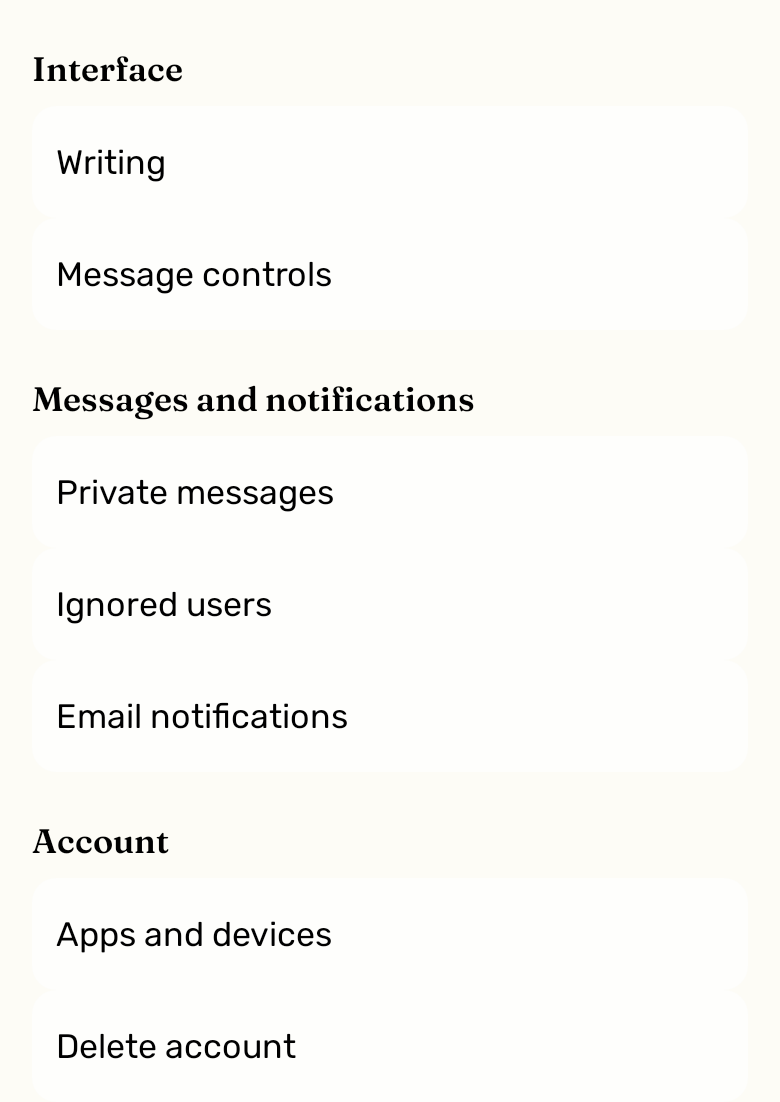 Interface
Writing
Message controls
Messages and notifications
Private messages
Ignored users
Email notifications
Account
Apps and devices
Delete account